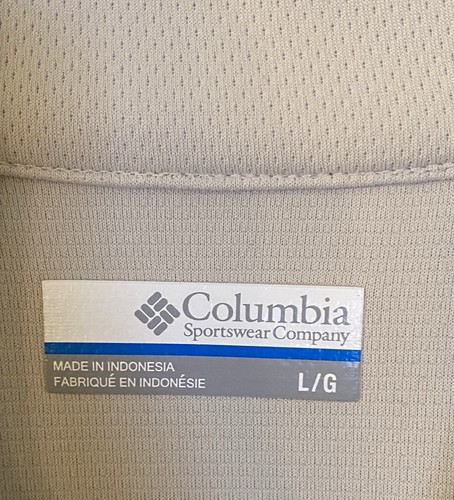 Columbia
Sportswear Company
MADE IN INDONESIA
FABRIQUÉ EN INDONÉSIE
L/G